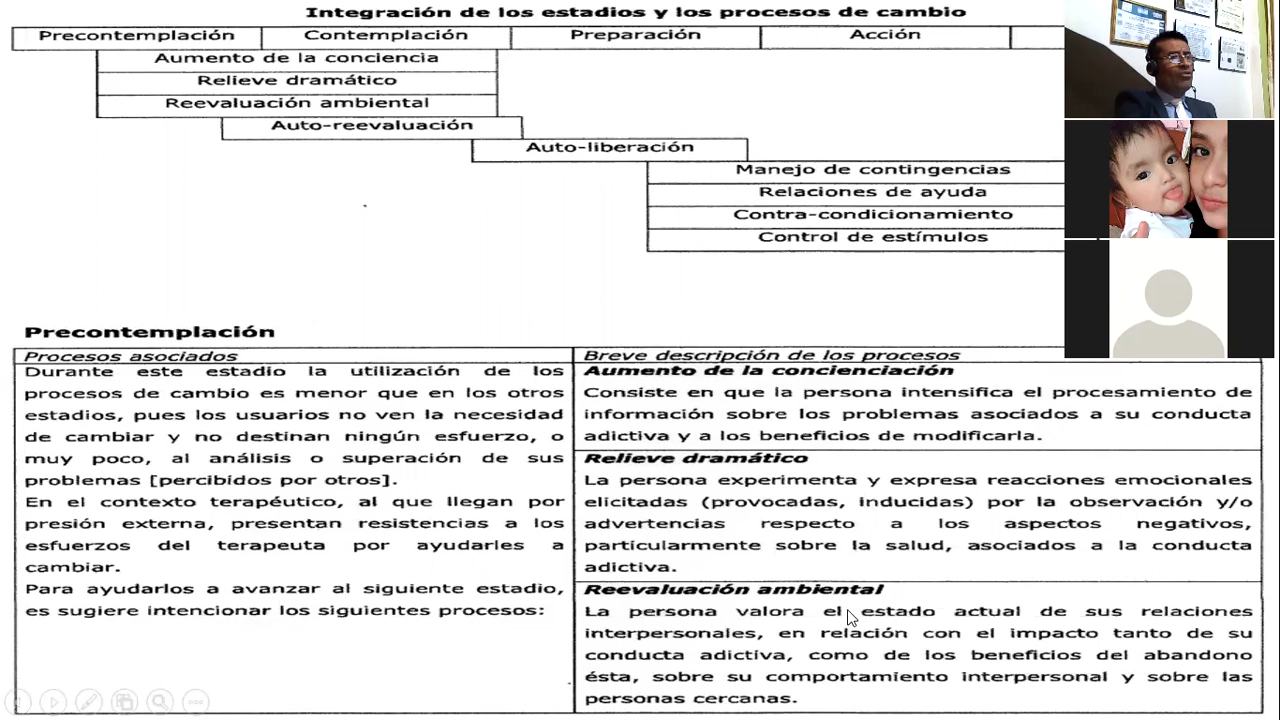 Integración de los estadios y los procesos de cambio
Precontemplación Contemplación Preparación Acción
Aumento de la conciencia
Relieve dramático
Reevaluación ambiental
Auto-reevaluación
Auto-liberación
Manejo de contingencias
Relaciones de ayuda
Contra-condicionamiento
Control de estímulos
Precontemplación
Procesos asociados
Durante este estadio la utilización de los
procesos de cambio es menor que en los otros
estadios, pues los usuarios no ven la necesidad
de cambiar y no destinan ningún esfuerzo, o
muy poco, al análisis o superación de sus
problemas [percibidos por otros].
En el contexto terapéutico, al que llegan por
presión externa, presentan resistencias a los
esfuerzos del terapeuta por ayudarles a
cambiar.
Para ayudarlos a avanzar al siguiente estadio,
es sugiere intencionar los siguientes procesos:
Breve descripción de los procesos
Aumento de la concienciación
Consiste en que la persona intensifica el procesamiento de
información sobre los problemas asociados a su conducta
adictiva y a los beneficios de modificarla.
Relieve dramático
La persona experimenta y expresa reacciones emocionales
elicitadas (provocadas, inducidas) por la observación y/o
advertencias respecto a los aspectos negativos,
particularmente sobre la salud, asociados a la conducta
adictiva.
Reevaluación ambiental
La persona valora el estado actual de sus relaciones
interpersonales, en relación con el impacto tanto de su
conducta adictiva, como de los beneficios del abandono
ésta, sobre su comportamiento interpersonal y sobre las
personas cercanas.